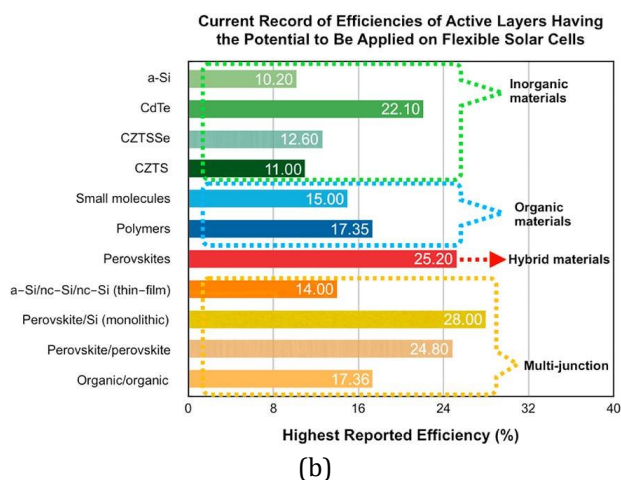 Current Record of Efficiencies of Active Layers Having
the Potential to Be Applied on Flexible Solar Cells
a-Si
10.20
Inorganic
materials
CdTe
22.10
CZTSSe
12.60
CZTS
11.00
Small molecules
15.00
Organic
materials
Polymers
17.35
Perovskites
25.20
Hybrid materials
a−Si/nc−Si/nc−Si (thin−film)
14.00
Perovskite/Si (monolithic)
28.00
Perovskite/perovskite
24.80
Multi-junction
Organic/organic
17.36
0 8 16 24 32 40
Highest Reported Efficiency (%)
(b)